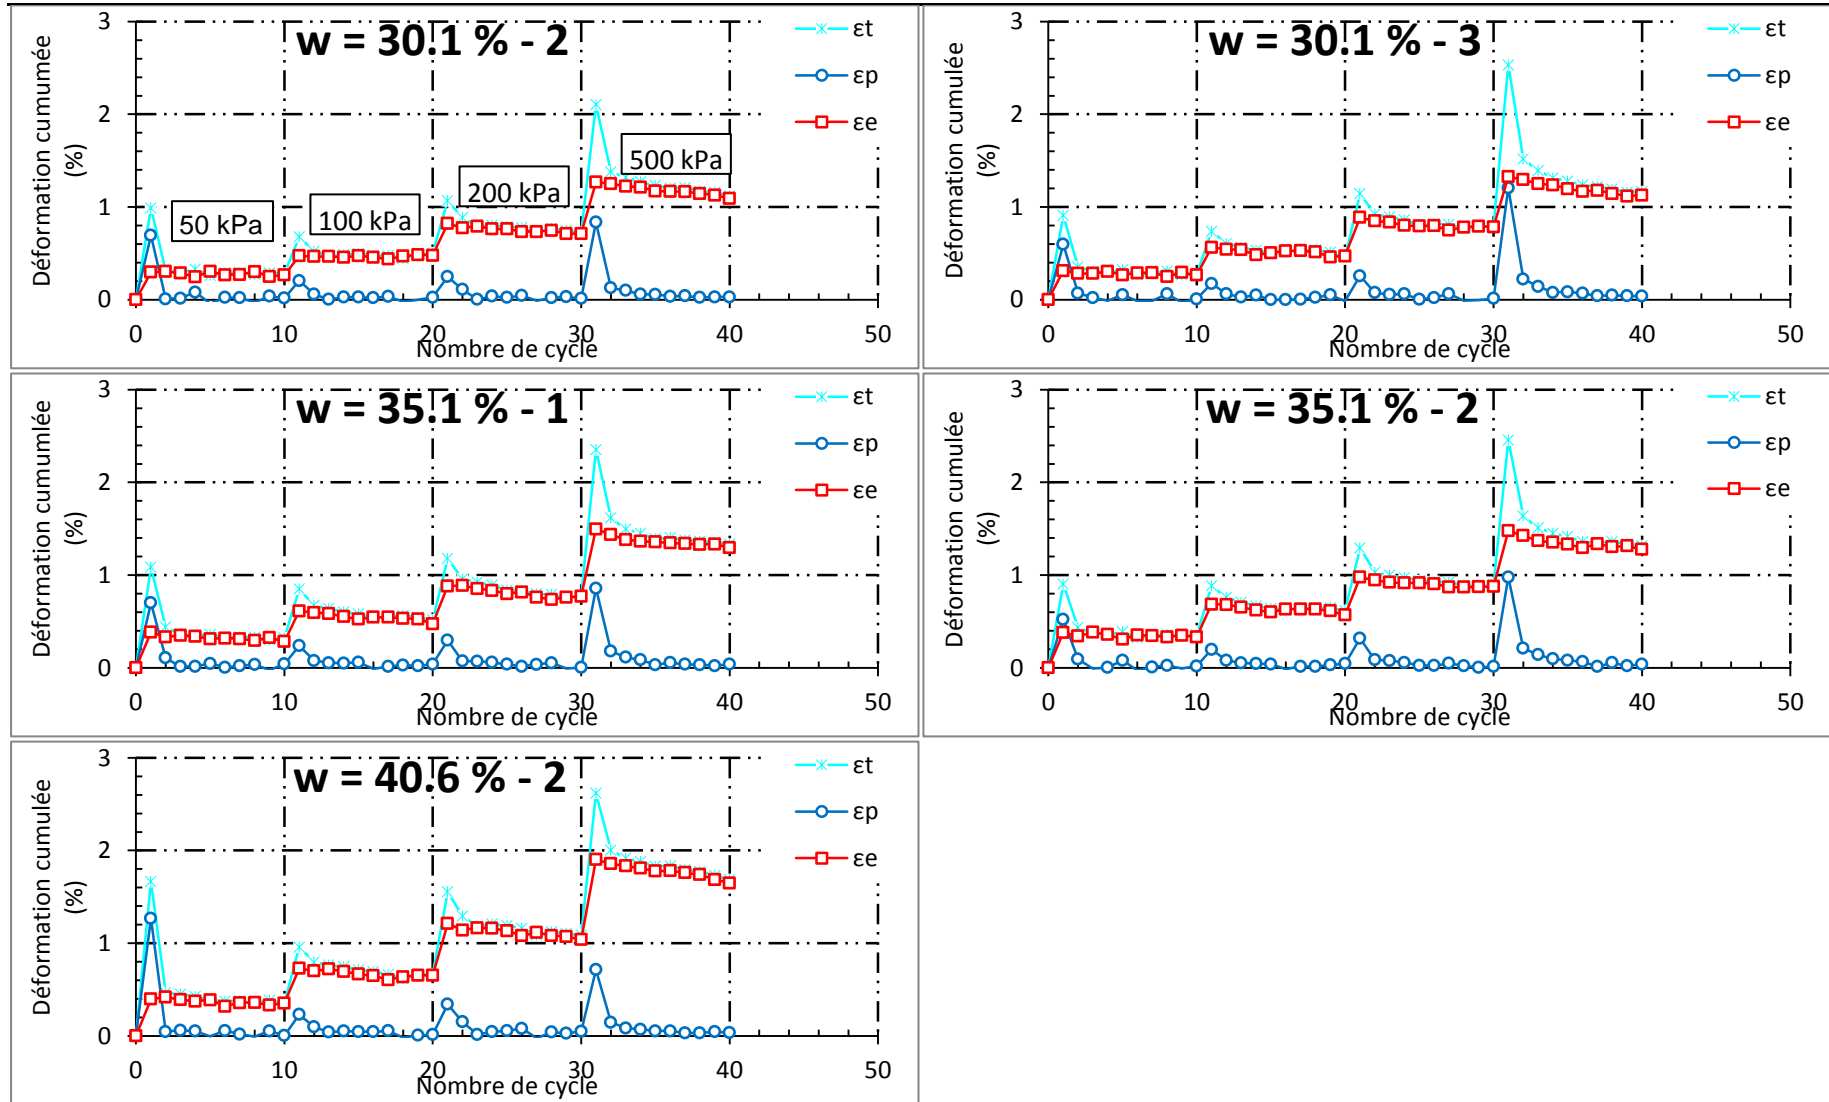 w = 30.1 % - 2
Déformation cumumée
(%)
3
2
1
0
0
10
20
30
40
50
Nombre de cycle
50 kPa
100 kPa
200 kPa
500 kPa
εt
εp
εe
w = 30.1 % - 3
Déformation cumulée
(%)
3
2
1
0
0
10
20
30
40
50
Nombre de cycle
εt
εp
εe
w = 35.1 % - 1
Déformation cumumlée
(%)
3
2
1
0
0
10
20
30
40
50
Nombre de cycle
εt
εp
εe
w = 35.1 % - 2
Déformation cumulée
(%)
3
2
1
0
0
10
20
30
40
50
Nombre de cycle
εt
εp
εe
w = 40.6 % - 2
Déformation cumulée
(%)
3
2
1
0
0
10
20
30
40
50
Nombre de cycle
εt
εp
εe